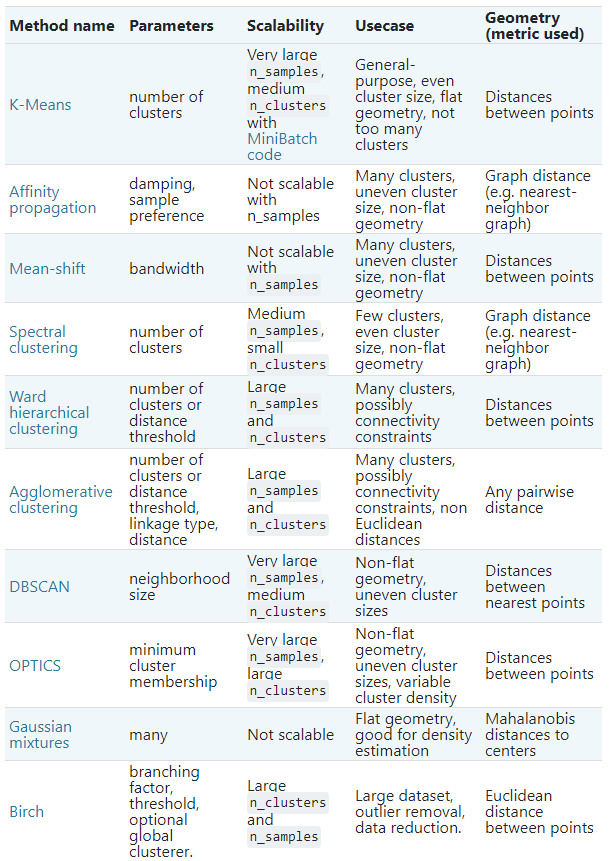 Method name Parameters Scalability Usecase Geometry (metric used)
K-Means
number of
clusters
Very large
n_samples,
medium
n_clusters
with
MiniBatch
code
General-
purpose, even
cluster size, flat
geometry, not
too many
clusters
Distances
between points
Affinity
propagation
damping,
sample
preference
Not scalable
with
n_samples
Many clusters,
uneven cluster
size, non-flat
geometry
Graph distance
(e.g. nearest-
neighbor
graph)
Mean-shift
bandwidth
Not scalable
with
n_samples
Many clusters,
uneven cluster
size, non-flat
geometry
Distances
between points
Spectral
clustering
number of
clusters
Medium
n_samples,
small
n_clusters
Few clusters,
even cluster
size, non-flat
geometry
Graph distance
(e.g. nearest-
neighbor
graph)
Ward
hierarchical
clustering
number of
clusters or
distance
threshold
Large
n_samples
and
n_clusters
Many clusters,
possibly
connectivity
constraints
Distances
between points
Agglomerative
clustering
number of
clusters or
distance
threshold,
linkage type,
distance
Large
n_samples
and
n_clusters
Many clusters,
possibly
connectivity
constraints, non
Euclidean
distances
Any pairwise
distance
DBSCAN
neighborhood
size
Very large
n_samples,
medium
n_clusters
Non-flat
geometry,
uneven cluster
sizes
Distances
between
nearest points
OPTICS
minimum
cluster
membership
Very large
n_samples,
large
n_clusters
Non-flat
geometry,
uneven cluster
sizes, variable
cluster density
Distances
between points
Gaussian
mixtures
many
Not scalable
Flat geometry,
good for density
estimation
Mahalanobis
distances to
centers
Birch
branching
factor,
threshold,
optional
global
clusterer.
Large
n_clusters
and
n_samples
Large dataset,
outlier removal,
data reduction.
Euclidean
distance
between points